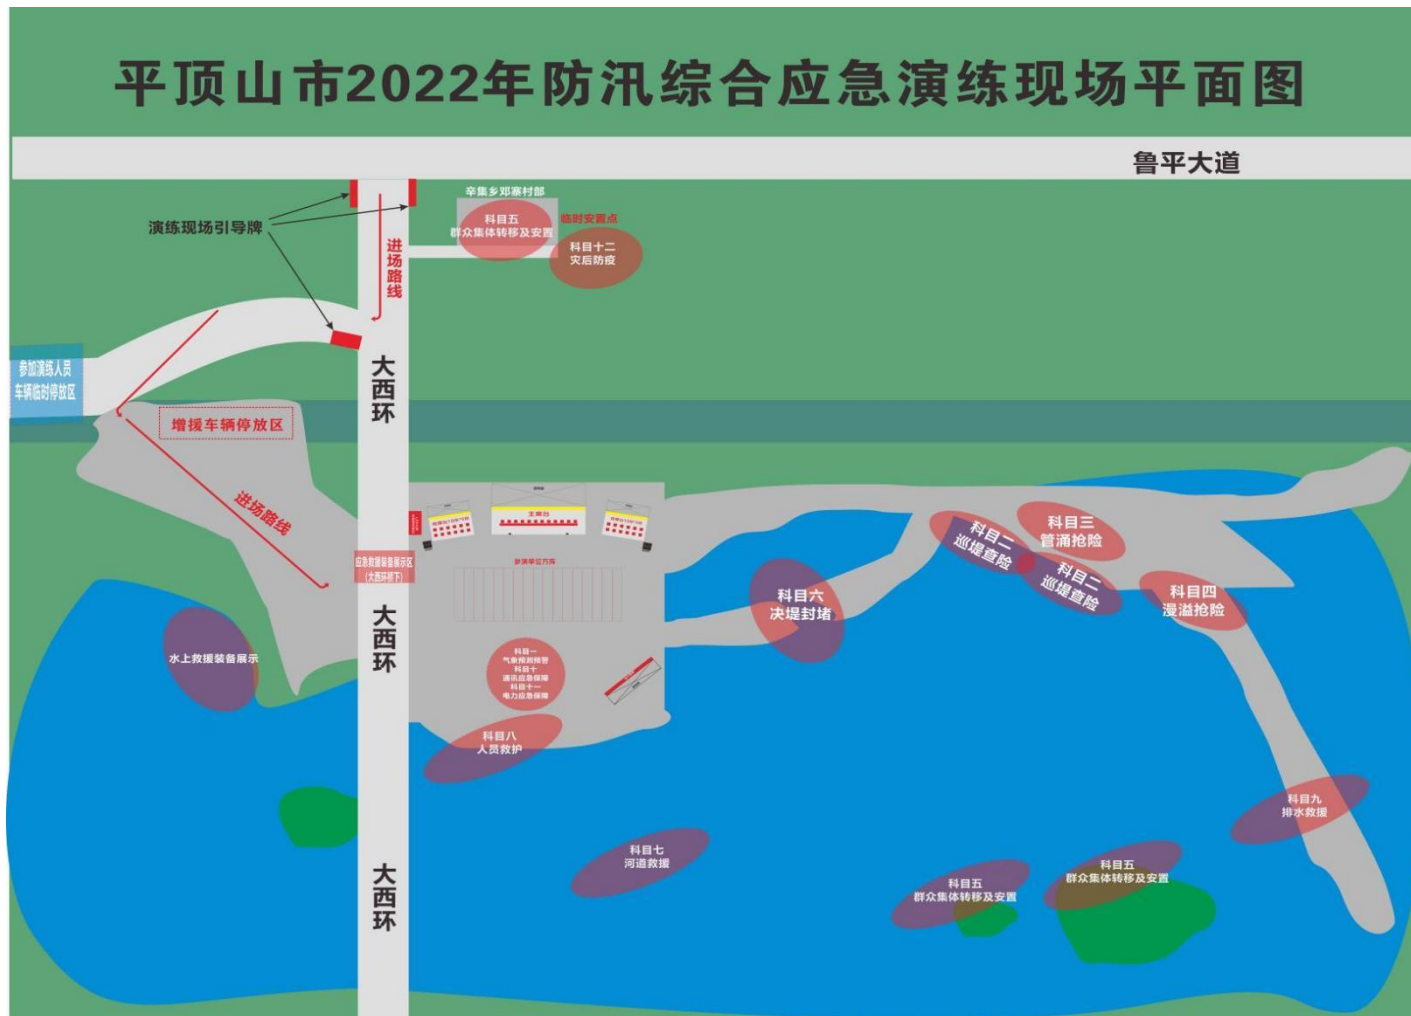 平顶山市2022年防汛综合应急演练现场平面图
鲁平大道
辛集乡邓寨村部
科目五
群众集体转移及安置
临时安置点
科目十二
灾后防疫
演练现场引导牌
进场路线
参加演练人员
车辆临时停放区
大西环
增援车辆停放区
进场路线
主席台
参演单位方阵
应急救援装备展示区
(大西环桥下)
科目二
巡堤查险
科目三
管涌抢险
科目二
巡堤查险
科目四
漫溢抢险
科目六
决堤封堵
大西环
水上救援装备展示
科目一
气象预测预警
科目十
通讯应急保障
科目十一
电力应急保障
科目八
人员救护
科目九
排水救援
科目七
河道救援
科目五
群众集体转移及安置
科目五
群众集体转移及安置
大西环